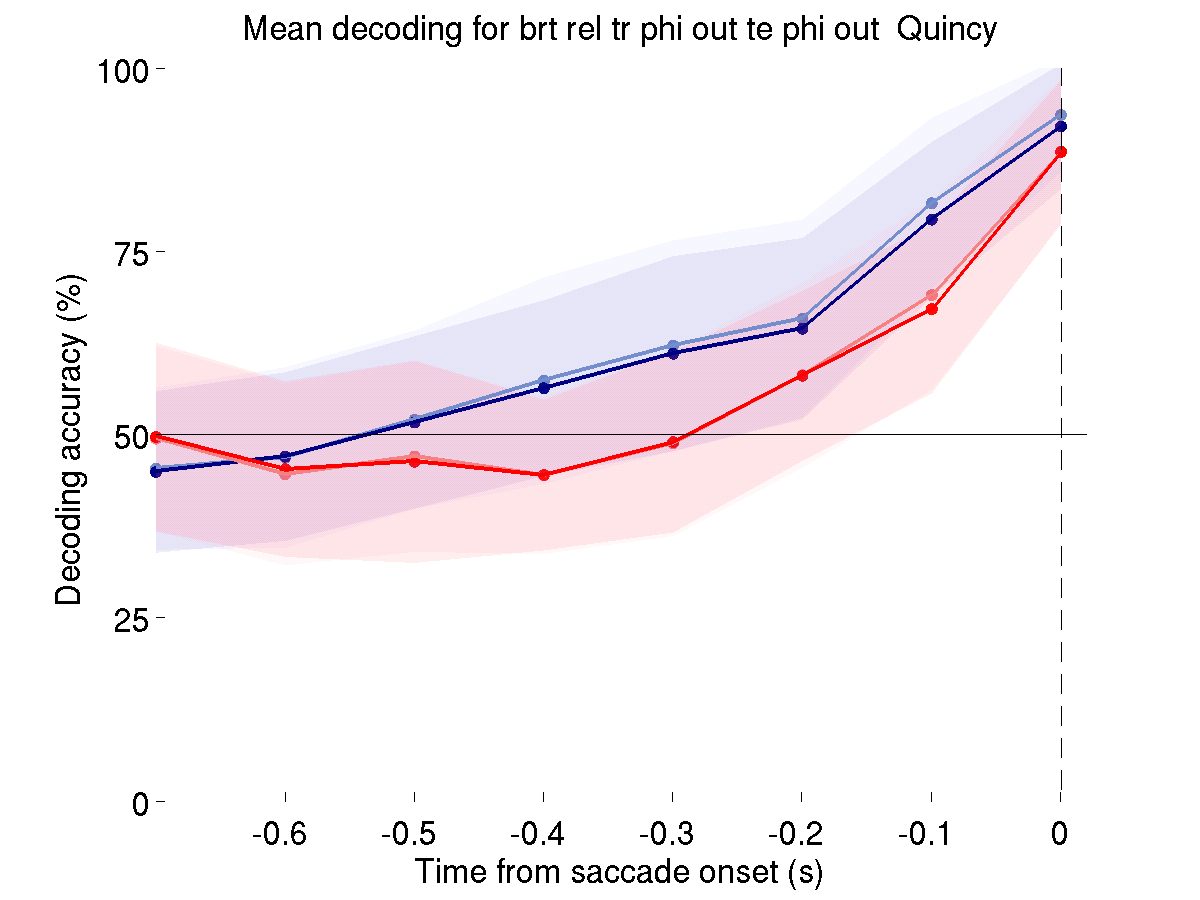 Mean decoding for brt rel tr phi out te phi out  Quincy
100
75
50
25
0
Decoding accuracy (%)
-0.6 -0.5 -0.4 -0.3 -0.2 -0.1 0
Time from saccade onset (s)